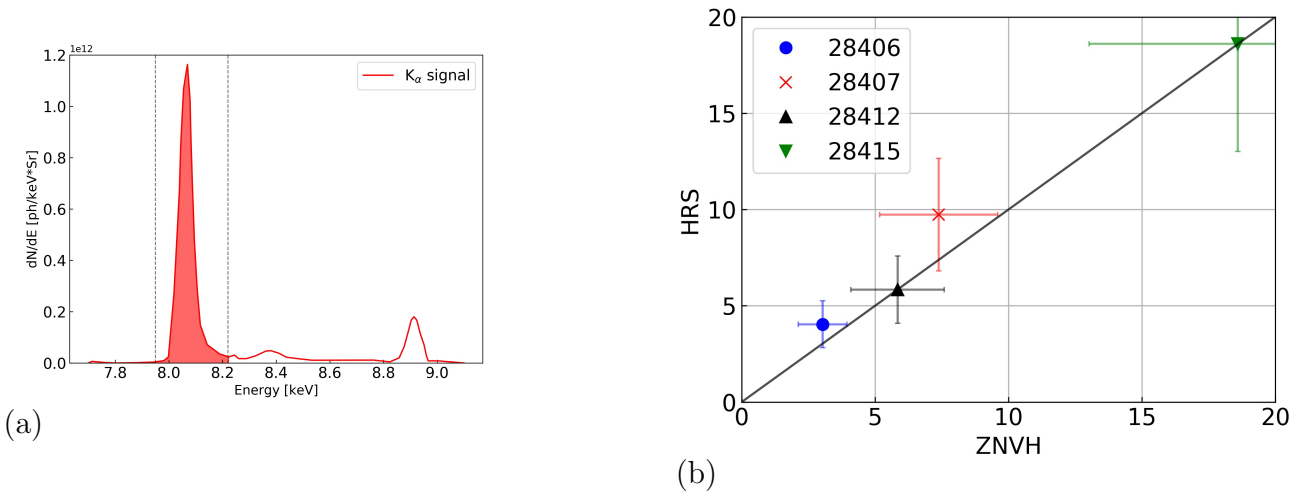 1e12
1.2
1.0
0.8
0.6
0.4
0.2
0.0
dN/dE [ph/keV*Sr]
Kα signal
7.8 8.0 8.2 8.4 8.6 8.8 9.0
Energy [keV]
(a)
20
15
10
5
0
HRS
28406
28407
28412
28415
0 5 10 15 20
ZNVH
(b)